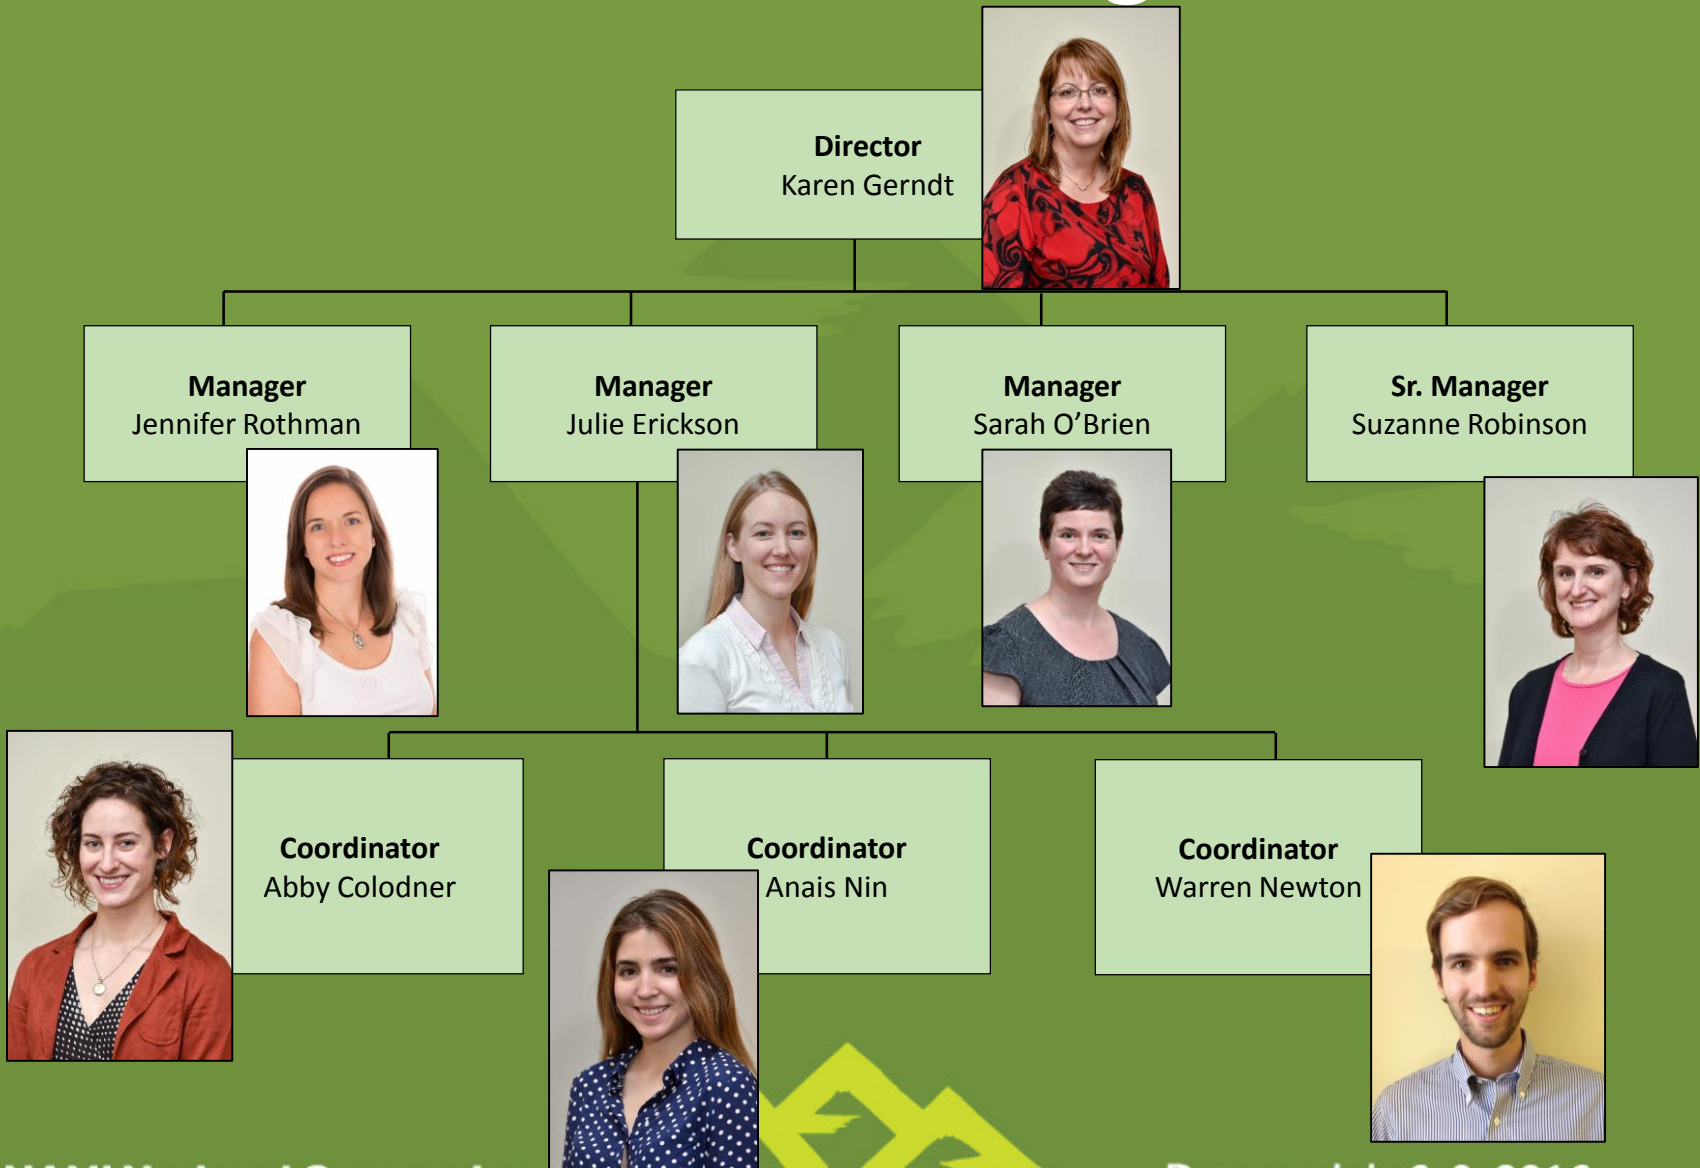 Director
Karen Gerndt
Manager
Jennifer Rothman
Manager
Julie Erickson
Manager
Sarah O’Brien
Sr. Manager
Suzanne Robinson
Coordinator
Abby Colodner
Coordinator
Anais Nin
Coordinator
Warren Newton